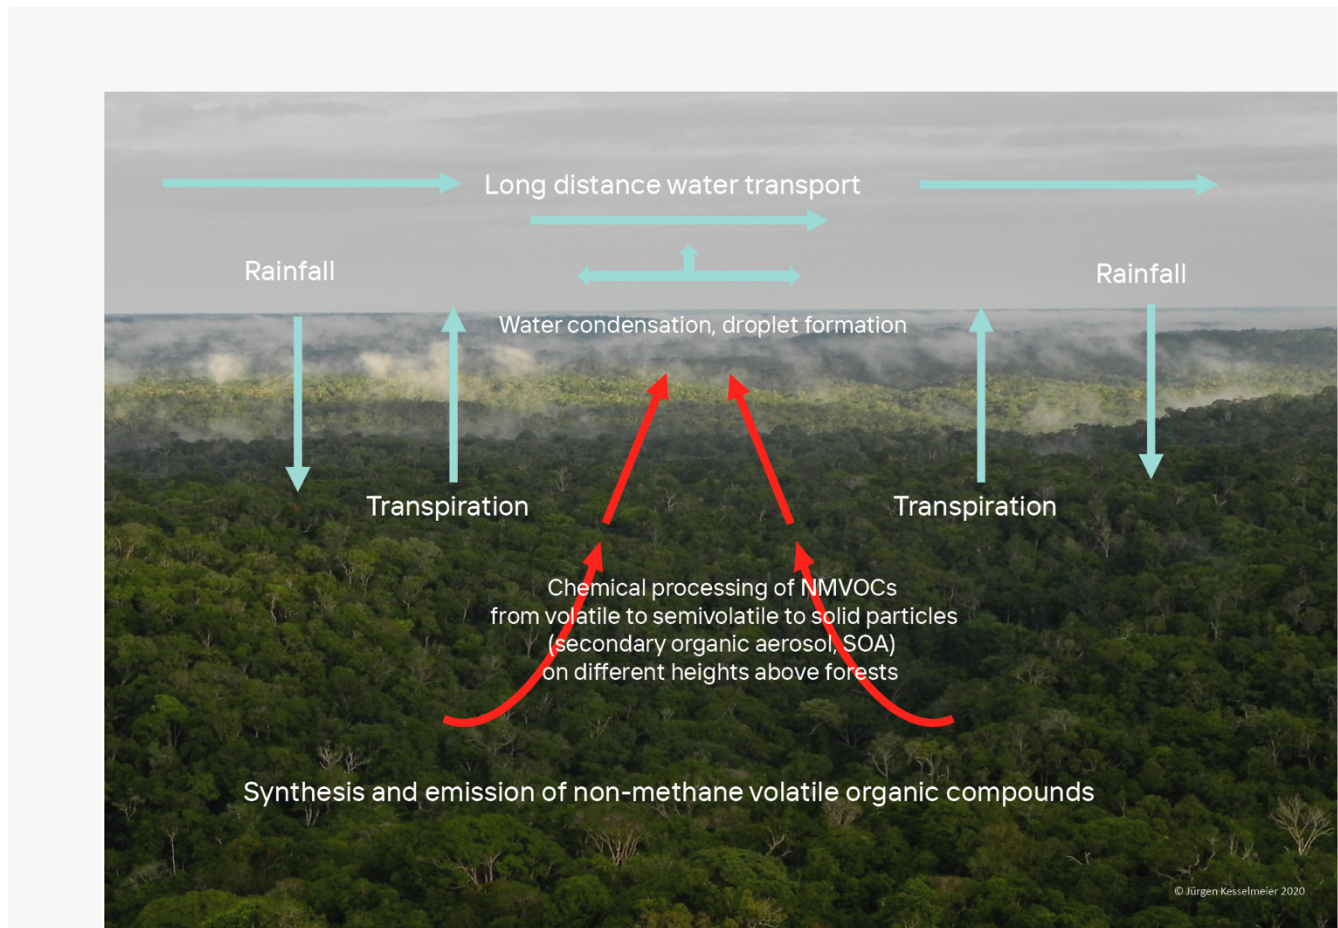 Long distance water transport
Rainfall
Rainfall
Water condensation, droplet formation
Transpiration
Transpiration
Chemical processing of NMVOCs
from volatile to semivolatile to solid particles
(secondary organic aerosol, SOA)
on different heights above forests
Synthesis and emission of non-methane volatile organic compounds
© Jürgen Kesselmeier 2020